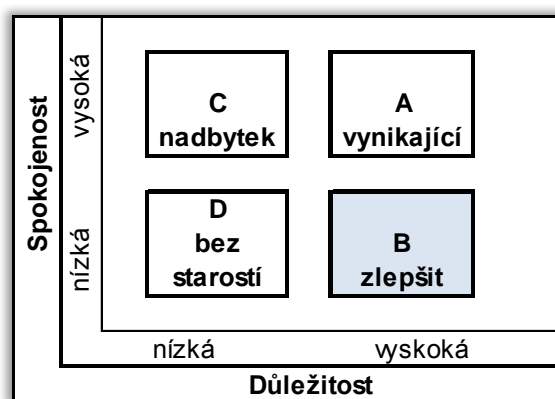 Spokojenost
vysoká
nízká
C
nadbytek
A
vynikající
D
bez
starostí
B
zlepšit
nízká
vyskoká
Důležitost